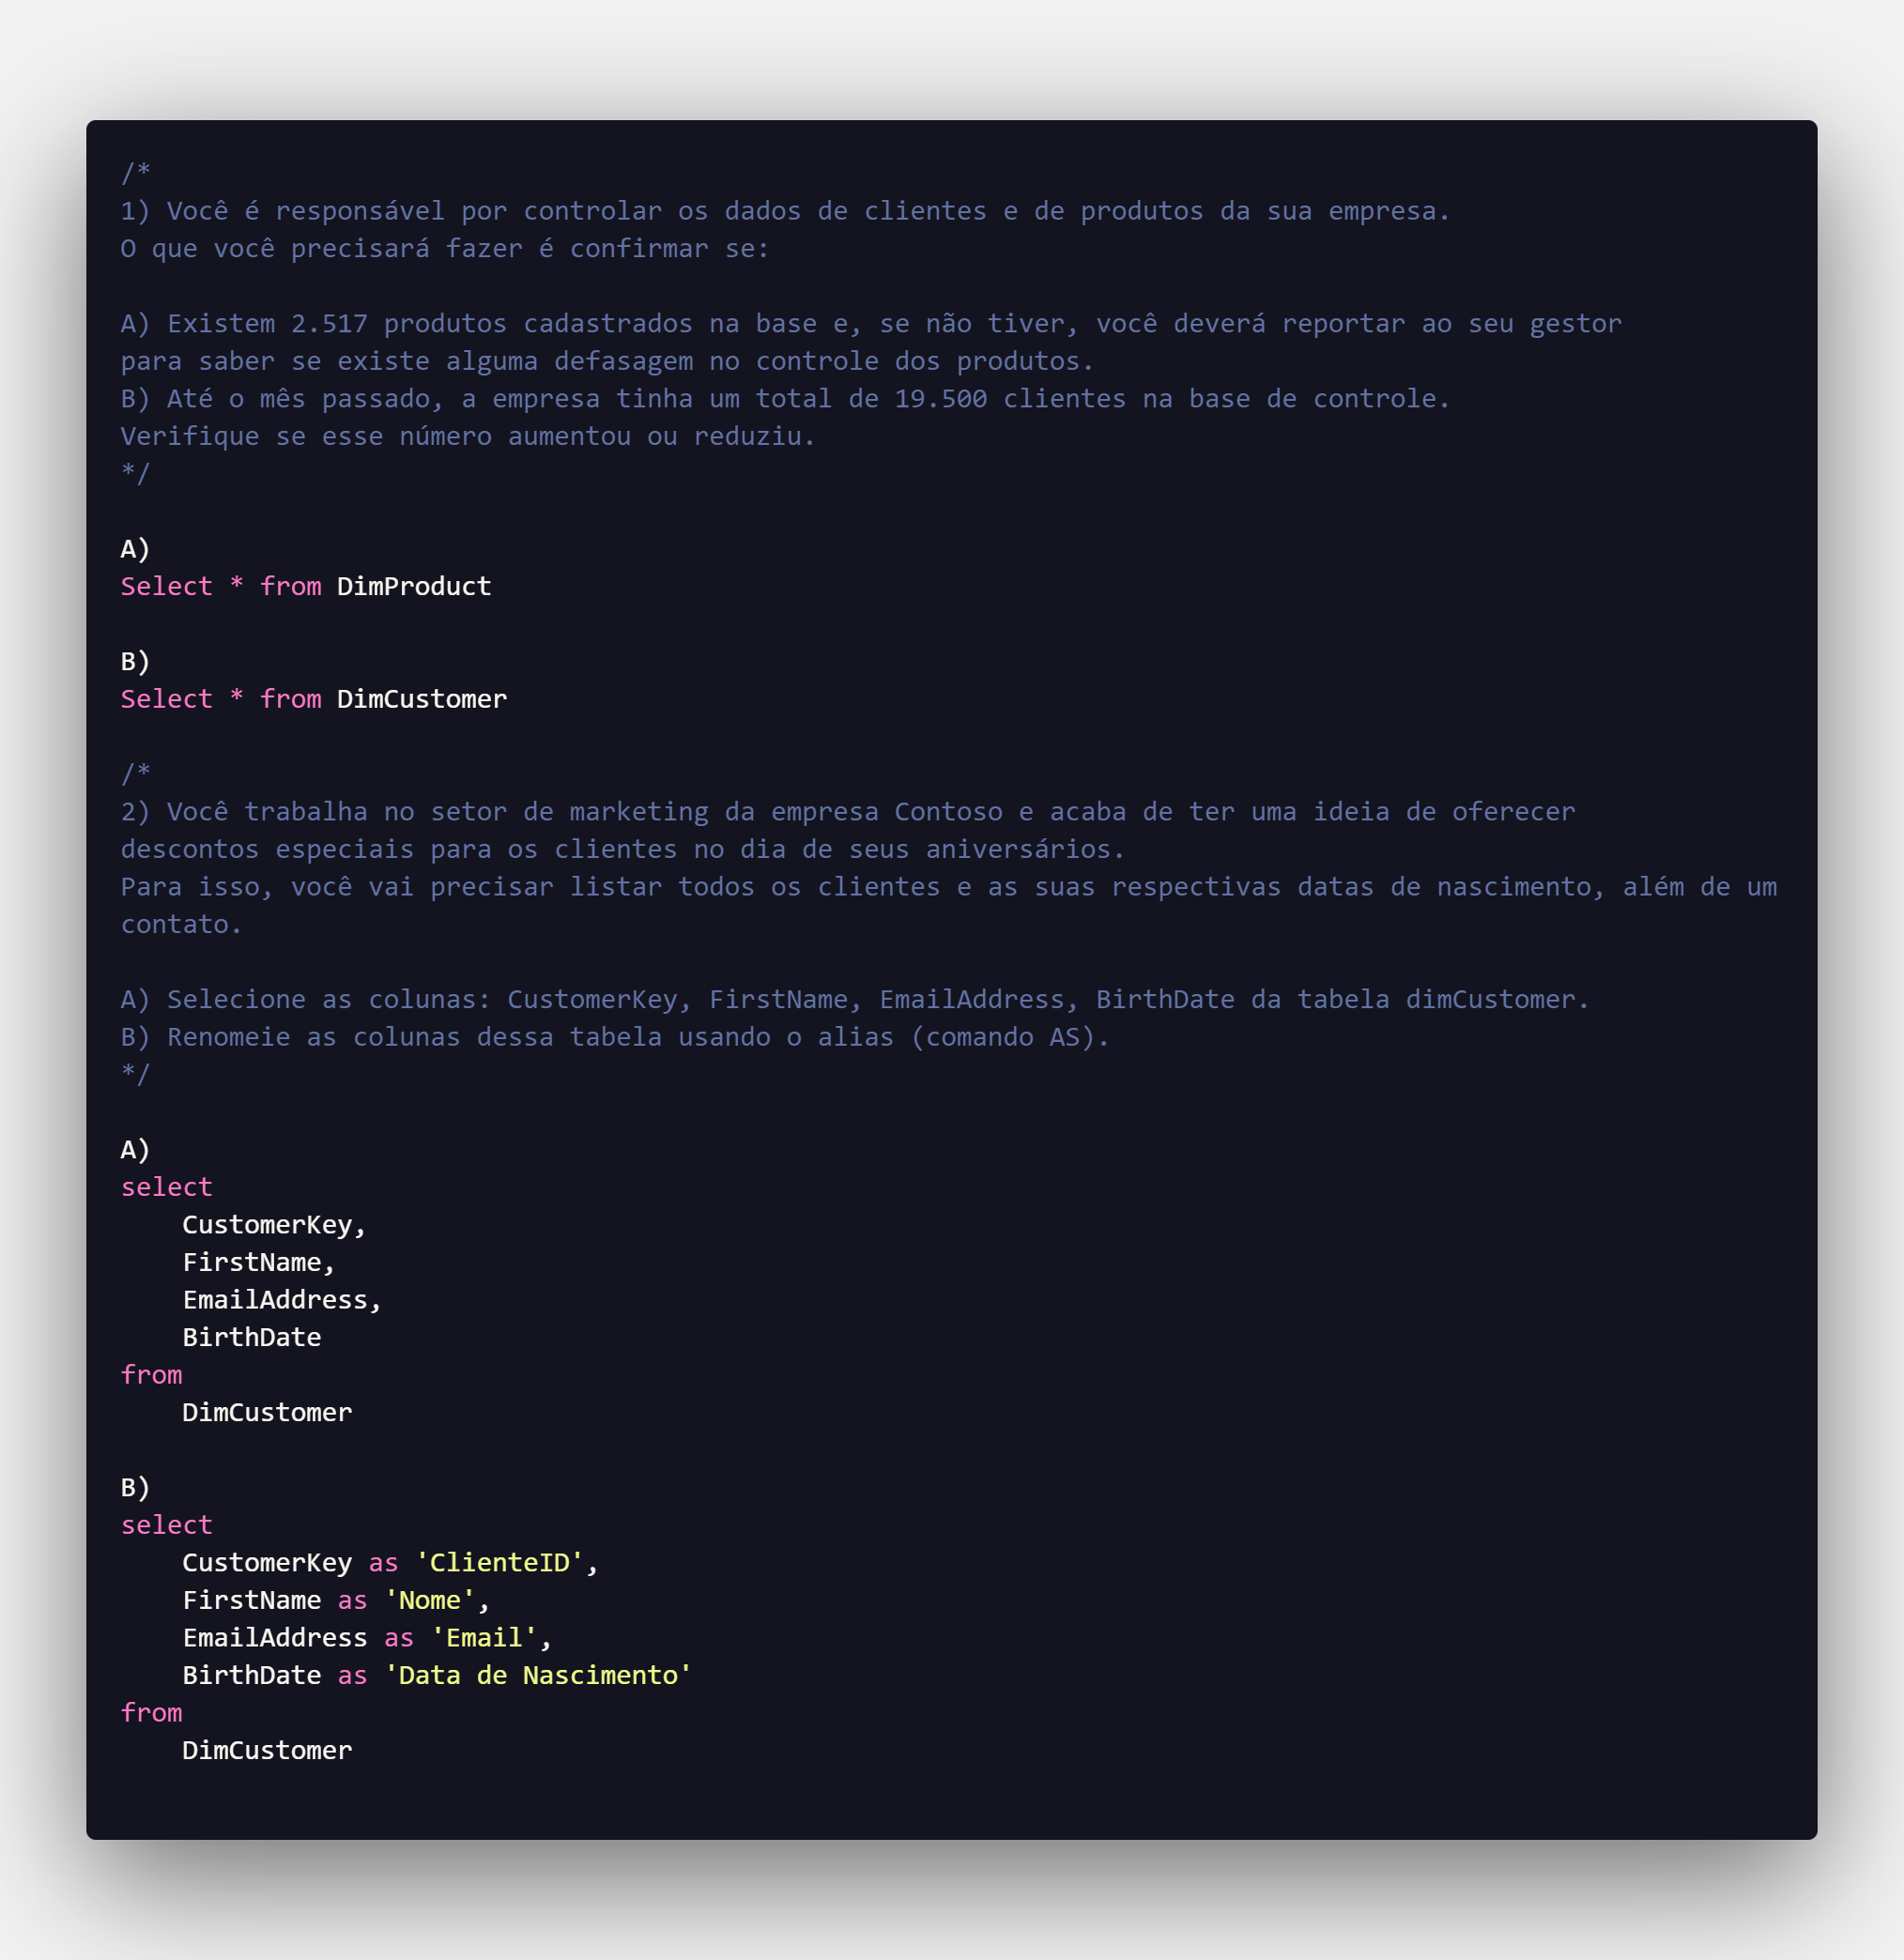 /*
1) Você é responsável por controlar os dados de clientes e de produtos da sua empresa.
O que você precisará fazer é confirmar se:

A) Existem 2.517 produtos cadastrados na base e, se não tiver, você deverá reportar ao seu gestor
para saber se existe alguma defasagem no controle dos produtos.
B) Até o mês passado, a empresa tinha um total de 19.500 clientes na base de controle.
Verifique se esse número aumentou ou reduziu.
*/

A)
Select * from DimProduct

B)
Select * from DimCustomer

/*
2) Você trabalha no setor de marketing da empresa Contoso e acaba de ter uma ideia de oferecer
descontos especiais para os clientes no dia de seus aniversários.
Para isso, você vai precisar listar todos os clientes e as suas respectivas datas de nascimento, além de um
contato.

A) Selecione as colunas: CustomerKey, FirstName, EmailAddress, BirthDate da tabela dimCustomer.
B) Renomeie as colunas dessa tabela usando o alias (comando AS).
*/

A)
select
    CustomerKey,
    FirstName,
    EmailAddress,
    BirthDate
from
    DimCustomer

B)
select
    CustomerKey as 'ClienteID',
    FirstName as 'Nome',
    EmailAddress as 'Email',
    BirthDate as 'Data de Nascimento'
from
    DimCustomer